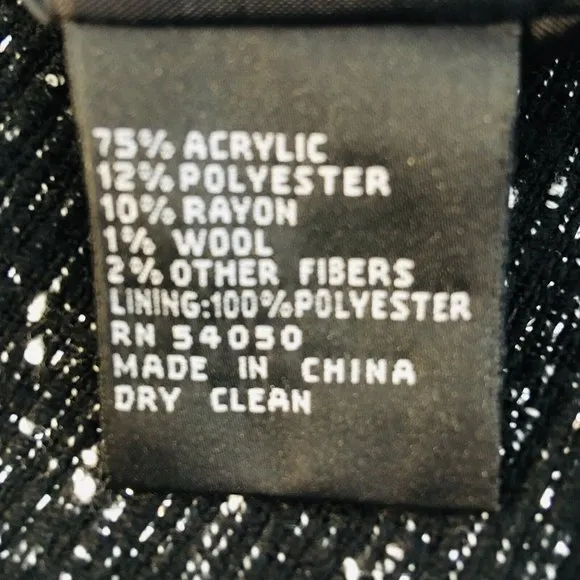 75% ACRYLIC
12% POLYESTER
10% RAYON
1% WOOL
2% OTHER FIBERS
LINING:100%POLYESTER
RN 54050
MADE IN CHINA
DRY CLEAN